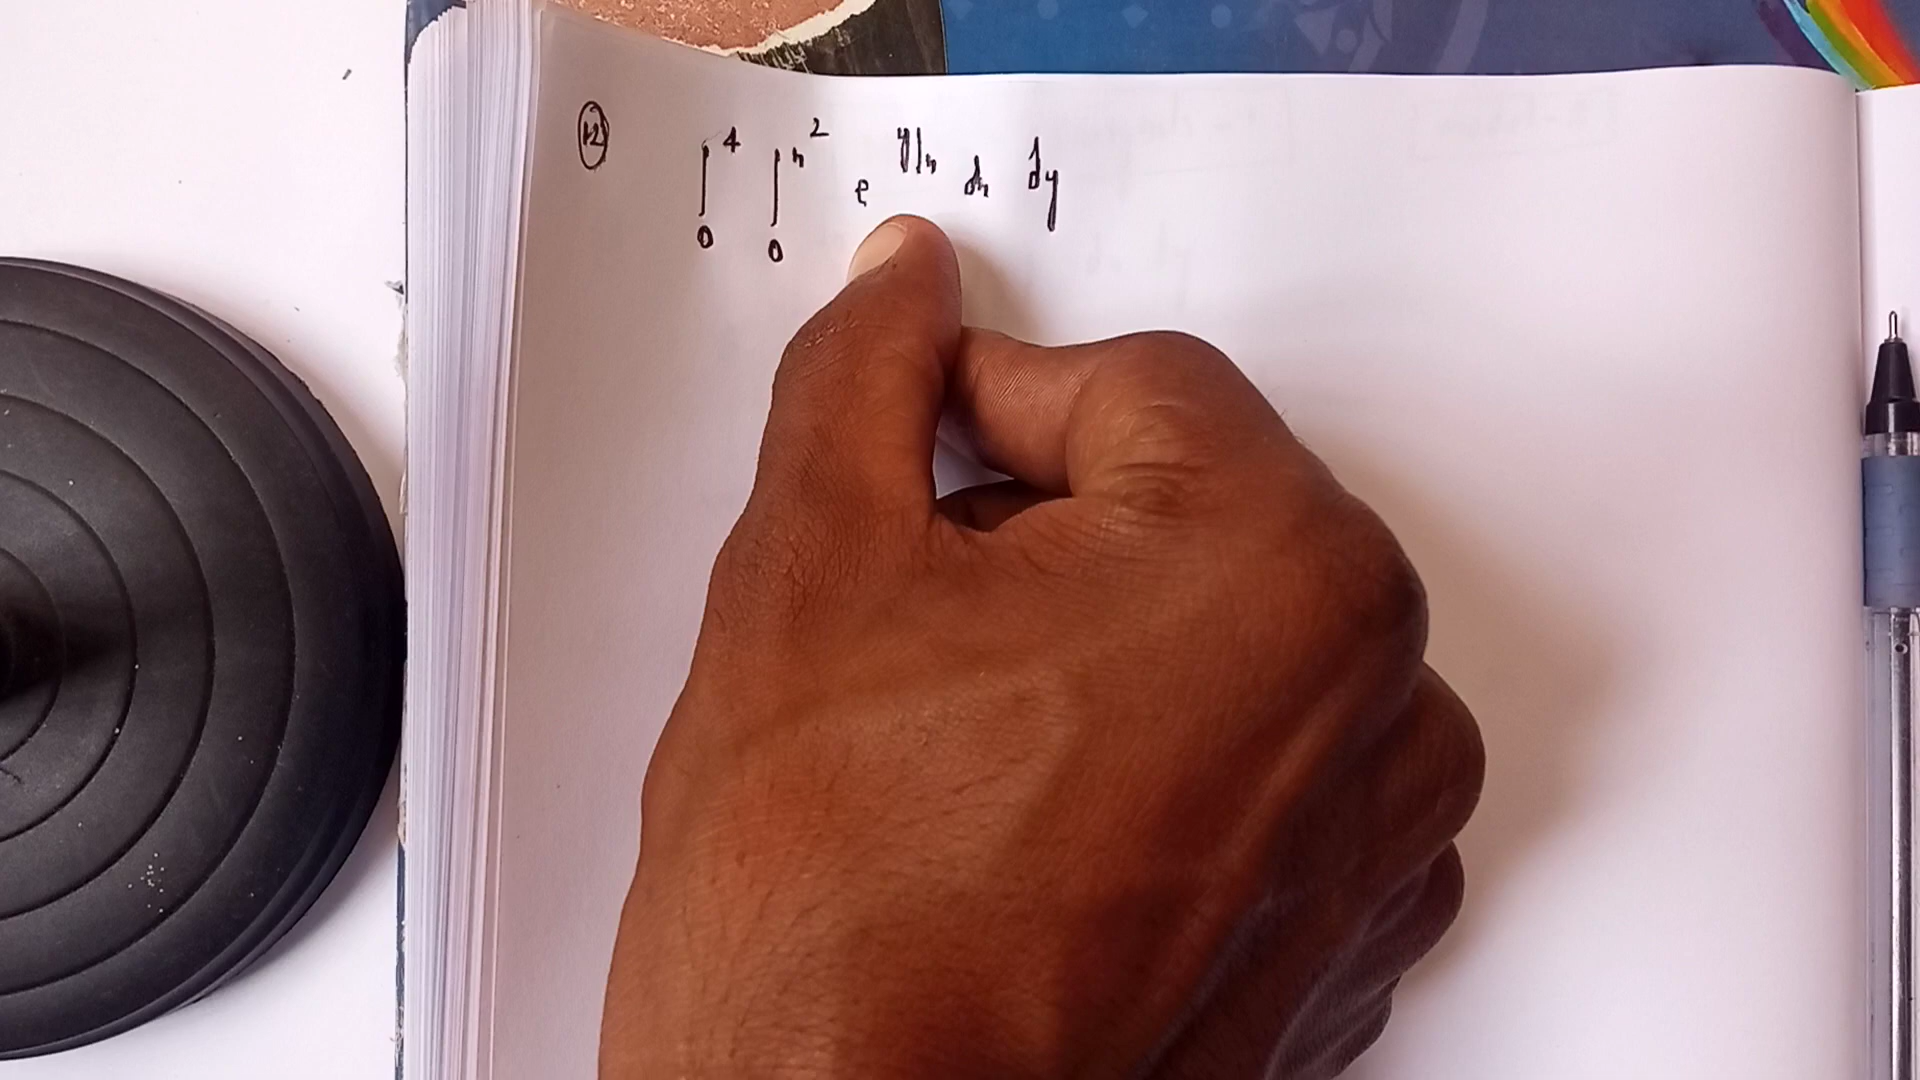 12 ∫₀⁴ ∫₀^{x²} e^{y/x} dx dy